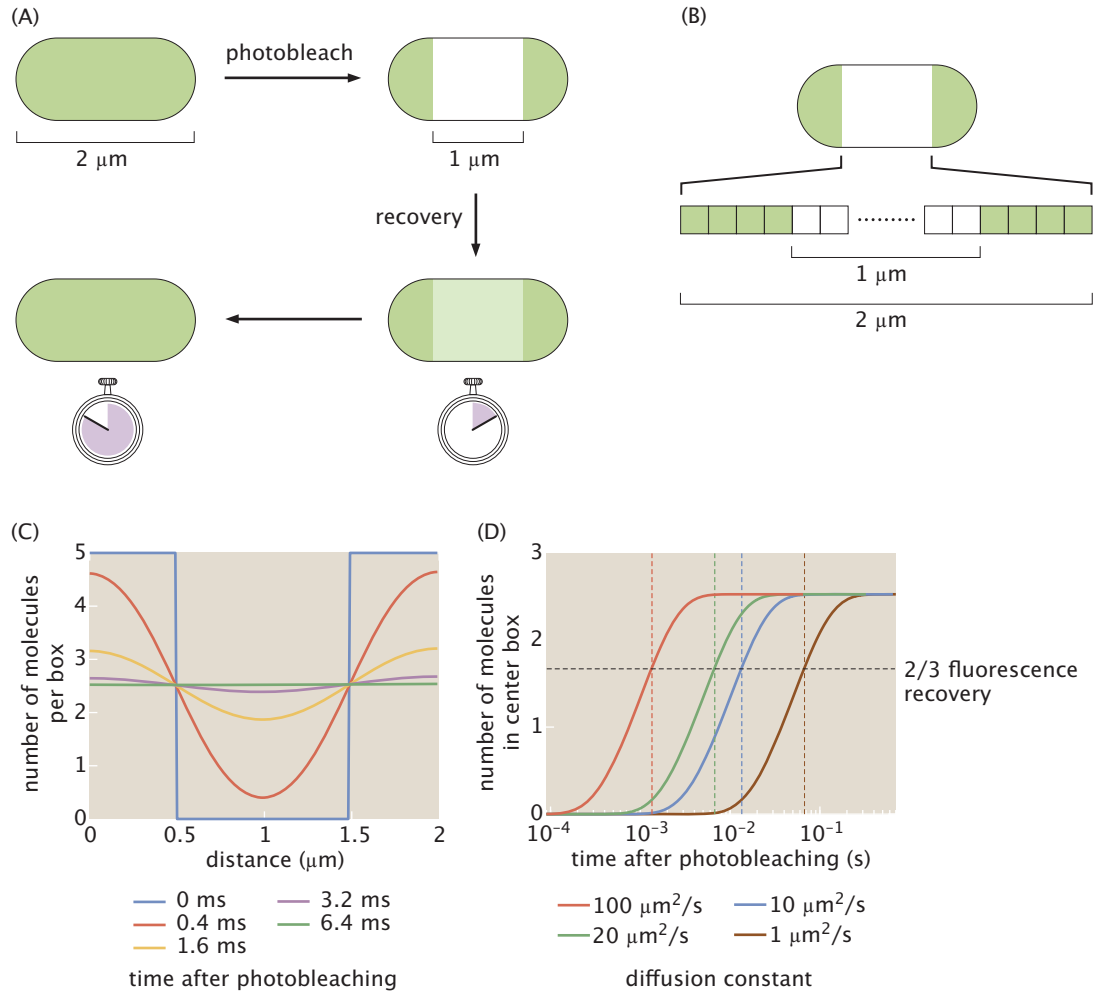 (A)
photobleach
2 μm
1 μm
recovery
(B)
1 μm
2 μm
(C)
number of molecules
per box
5
4
3
2
1
0
0
0.5
1
1.5
2
distance (μm)
0 ms
3.2 ms
0.4 ms
6.4 ms
1.6 ms
time after photobleaching
(D)
number of molecules
in center box
3
2
1
0
10⁻⁴
10⁻³
10⁻²
10⁻¹
time after photobleaching (s)
2/3 fluorescence
recovery
100 μm²/s
10 μm²/s
20 μm²/s
1 μm²/s
diffusion constant